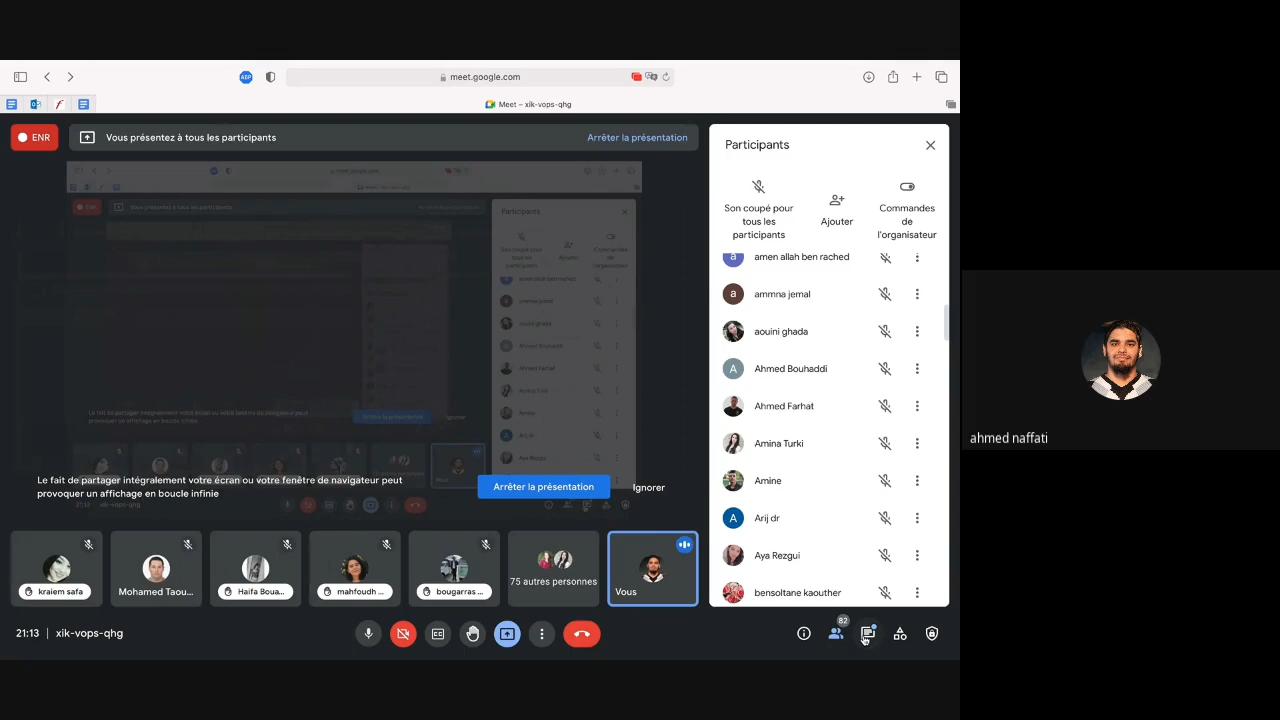 ABP
meet.google.com
Meet – xik-vops-qhg
ENR
Vous présentez à tous les participants
Arrêter la présentation
Participants
Son coupé pour
tous les
participants
Ajouter
Commandes
de
l'organisateur
a
amen allah ben rached
a
ammna jemal
aouini ghada
A
Ahmed Bouhaddi
Ahmed Farhat
Amina Turki
Amine
A
Arij dr
Aya Rezgui
bensoltane kaouther
Participants
Le fait de partager intégralement votre écran ou votre fenêtre de navigateur peut
provoquer un affichage en boucle infinie
Arrêter la présentation
Ignorer
kraiem safa
Mohamed Taou...
Haifa Boua...
mahfoudh ...
bougarras ...
75 autres personnes
Vous
21:13
xik-vops-qhg
CC
82
ahmed naffati